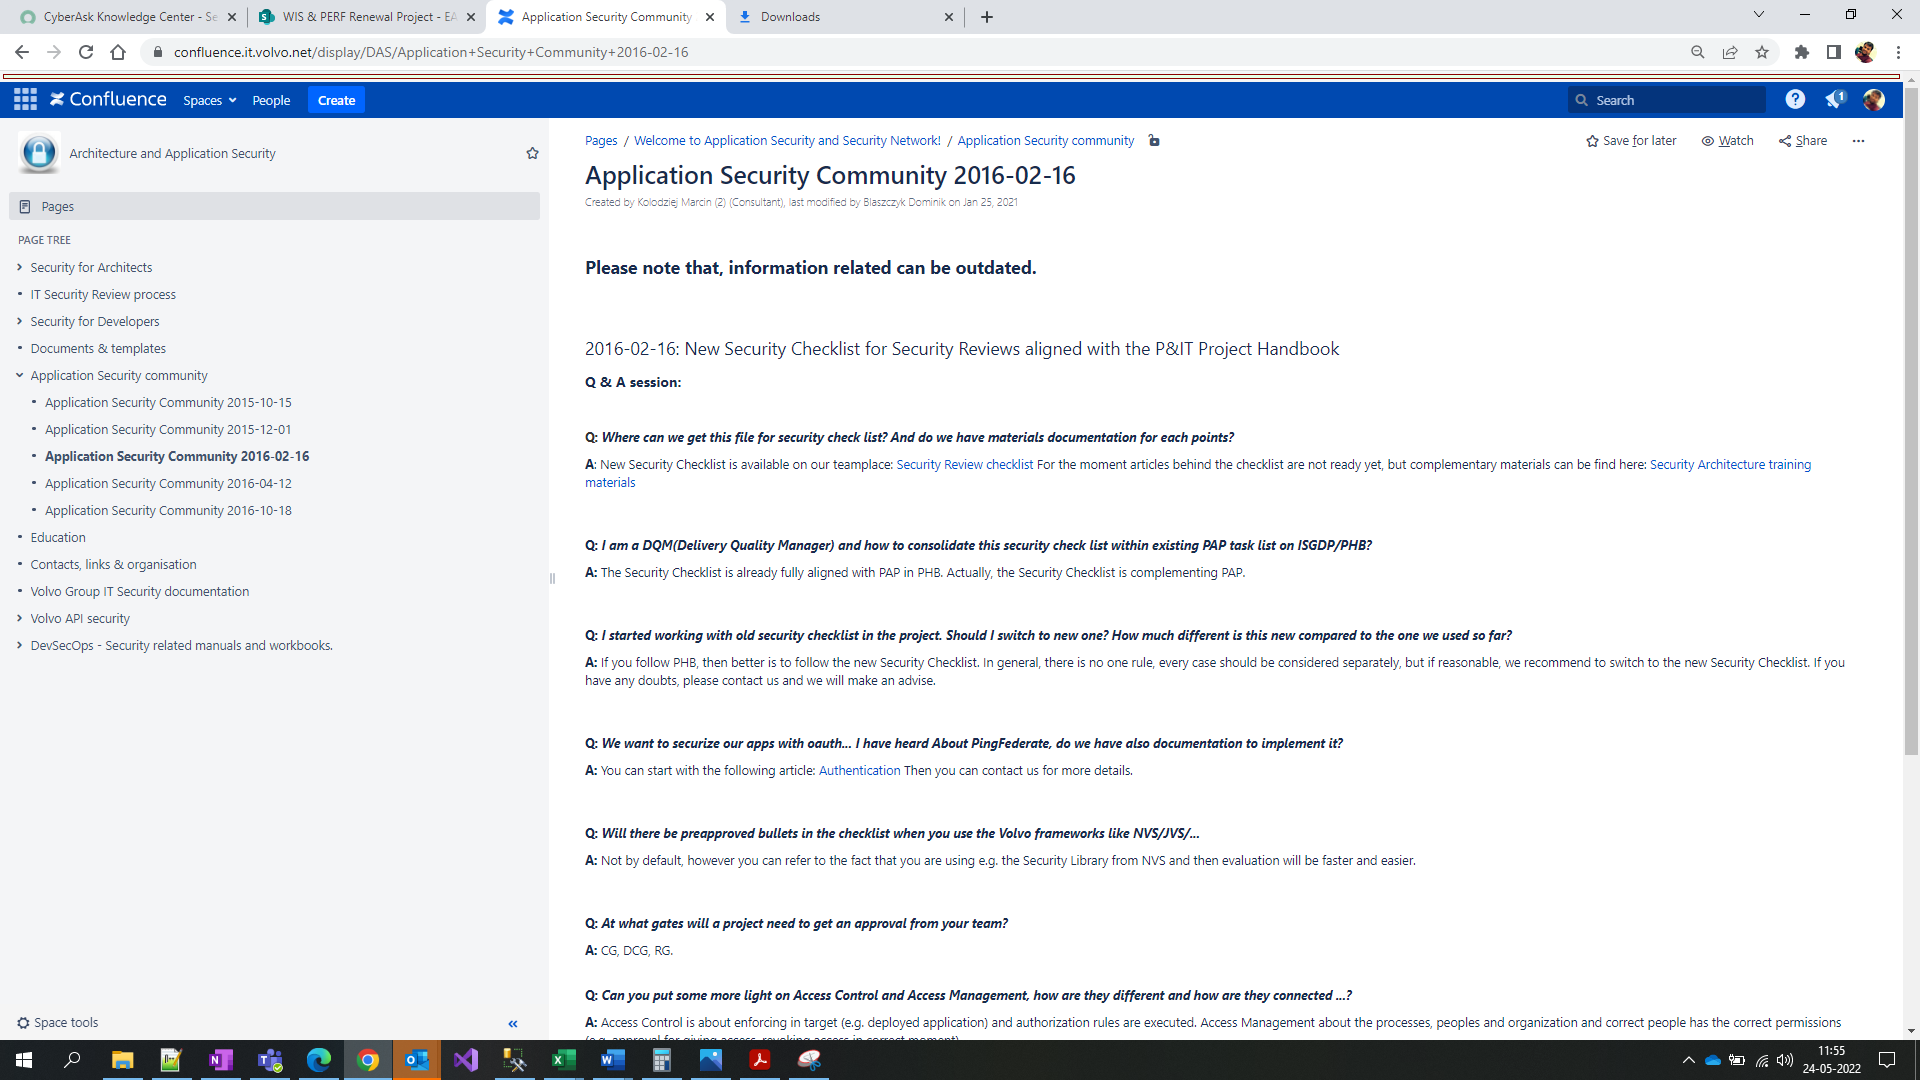 CyberAsk Knowledge Center - Se
WIS & PERF Renewal Project - EA
Application Security Community
Downloads
confluence.it.volvo.net/display/DAS/Application+Security+Community+2016-02-16
Confluence
Spaces
People
Create
Search
1
Architecture and Application Security
Pages
PAGE TREE
Security for Architects
IT Security Review process
Security for Developers
Documents & templates
Application Security community
Application Security Community 2015-10-15
Application Security Community 2015-12-01
Application Security Community 2016-02-16
Application Security Community 2016-04-12
Application Security Community 2016-10-18
Education
Contacts, links & organisation
Volvo Group IT Security documentation
Volvo API security
DevSecOps - Security related manuals and workbooks.
Space tools
Pages / Welcome to Application Security and Security Network! / Application Security community
Save for later
Watch
Share
Application Security Community 2016-02-16
Created by Kolodziej Marcin (2) (Consultant), last modified by Blaszczyk Dominik on Jan 25, 2021
Please note that, information related can be outdated.
2016-02-16: New Security Checklist for Security Reviews aligned with the P&IT Project Handbook
Q & A session:
Q: Where can we get this file for security check list? And do we have materials documentation for each points?
A: New Security Checklist is available on our teamplace: Security Review checklist For the moment articles behind the checklist are not ready yet, but complementary materials can be find here: Security Architecture training
materials
Q: I am a DQM(Delivery Quality Manager) and how to consolidate this security check list within existing PAP task list on ISGDP/PHB?
A: The Security Checklist is already fully aligned with PAP in PHB. Actually, the Security Checklist is complementing PAP.
Q: I started working with old security checklist in the project. Should I switch to new one? How much different is this new compared to the one we used so far?
A: If you follow PHB, then better is to follow the new Security Checklist. In general, there is no one rule, every case should be considered separately, but if reasonable, we recommend to switch to the new Security Checklist. If you
have any doubts, please contact us and we will make an advise.
Q: We want to securize our apps with oauth... I have heard About PingFederate, do we have also documentation to implement it?
A: You can start with the following article: Authentication Then you can contact us for more details.
Q: Will there be preapproved bullets in the checklist when you use the Volvo frameworks like NVS/JVS/...
A: Not by default, however you can refer to the fact that you are using e.g. the Security Library from NVS and then evaluation will be faster and easier.
Q: At what gates will a project need to get an approval from your team?
A: CG, DCG, RG.
Q: Can you put some more light on Access Control and Access Management, how are they different and how are they connected ...?
A: Access Control is about enforcing in target (e.g. deployed application) and authorization rules are executed. Access Management about the processes, peoples and organization and correct people has the correct permissions
11:55
24-05-2022